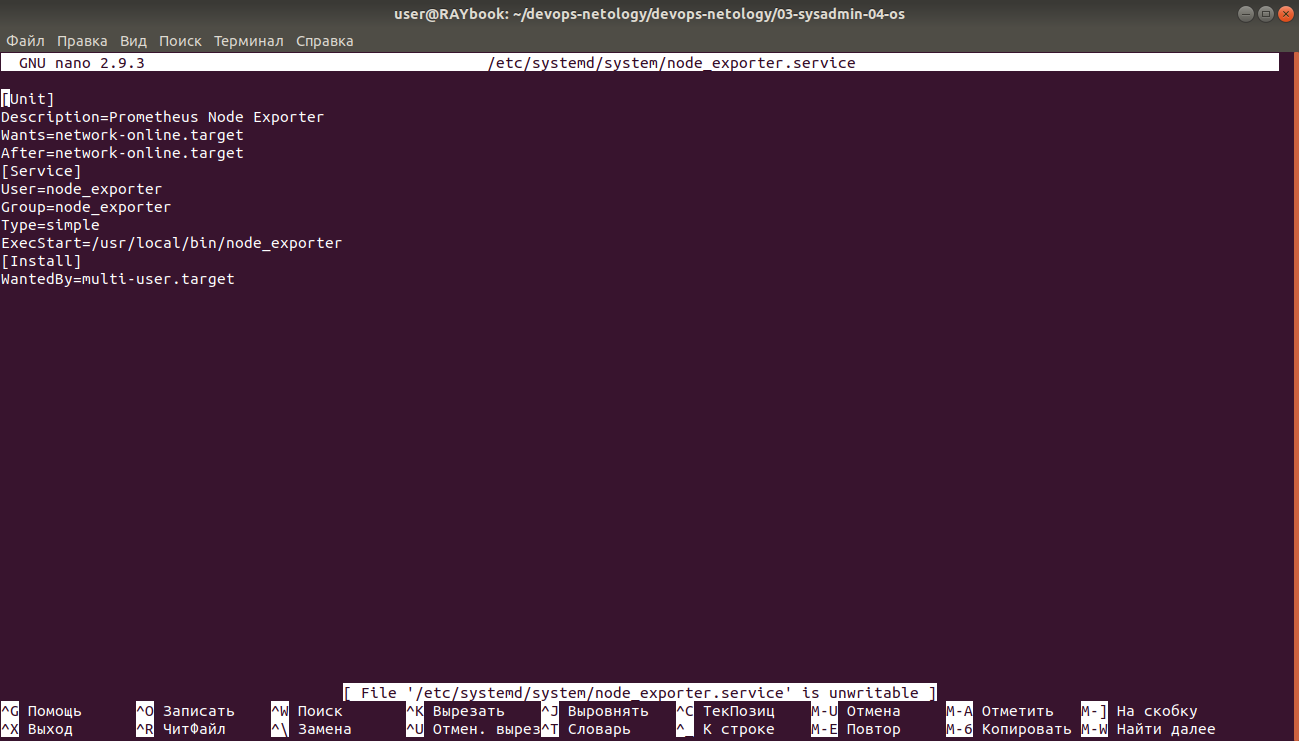 user@RAYbook: ~/devops-netology/devops-netology/03-sysadmin-04-os
Файл Правка Вид Поиск Терминал Справка
GNU nano 2.9.3 /etc/systemd/system/node_exporter.service
[Unit]
Description=Prometheus Node Exporter
Wants=network-online.target
After=network-online.target
[Service]
User=node_exporter
Group=node_exporter
Type=simple
ExecStart=/usr/local/bin/node_exporter
[Install]
WantedBy=multi-user.target
[ File '/etc/systemd/system/node_exporter.service' is unwritable ]
^G Помощь ^O Записать ^W Поиск ^K Вырезать ^J Выровнять ^C ТекПозиц M-U Отмена M-A Отметить M-] На скобку
^X Выход ^R ЧитФайл ^\ Замена ^U Отмен. вырез ^T Словарь ^_ К строке M-E Повтор M-6 Копировать M-W Найти далее